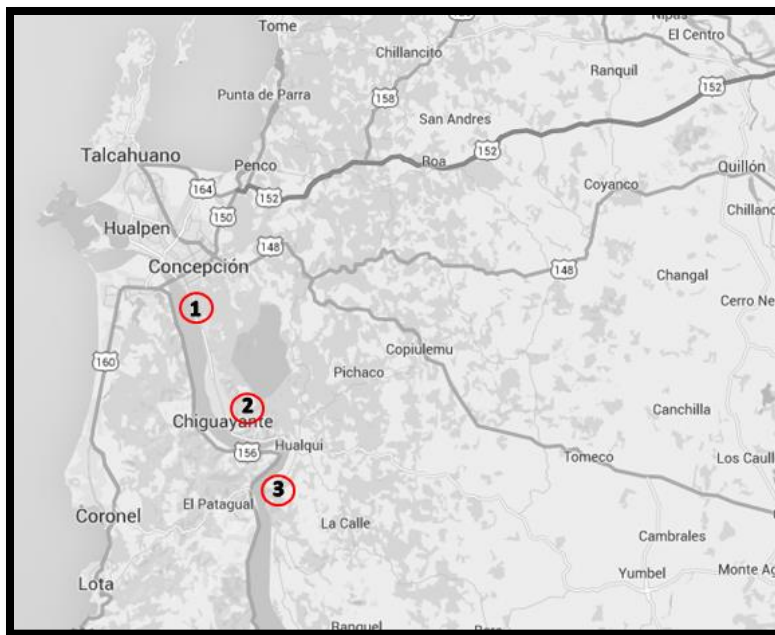 Tome
Chillancito
El Centro
Ranquil
Punta de Parra
158
152
San Andres
Talcahuano
Penco
Roa
152
164
152
Quillón
Coyanco
Hualpen
150
148
Concepción
148
Changal
1
160
Copiulemu
Pichaco
2
Chiguayante
Canchilla
156
Hualqui
Tomeco
3
El Patagual
Coronel
La Calle
Cambrales
Lota
Yumbel